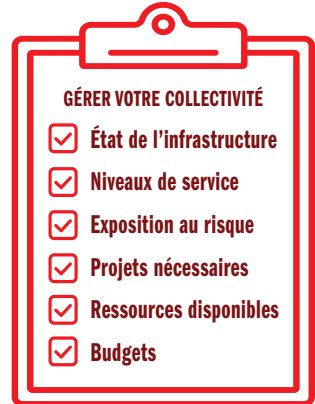 GÉRER VOTRE COLLECTIVITÉ
État de l’infrastructure
Niveaux de service
Exposition au risque
Projets nécessaires
Ressources disponibles
Budgets